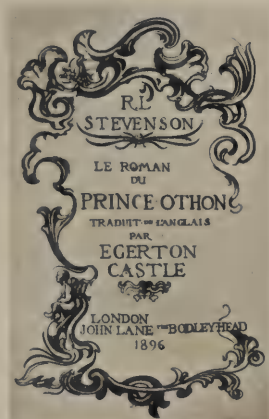 R.L.
STEVENSON
LE ROMAN
DU
PRINCE OTHON
TRADUIT DE L'ANGLAIS
PAR
EGERTON
CASTLE
LONDON
JOHN LANE THE BODLEY HEAD
1896